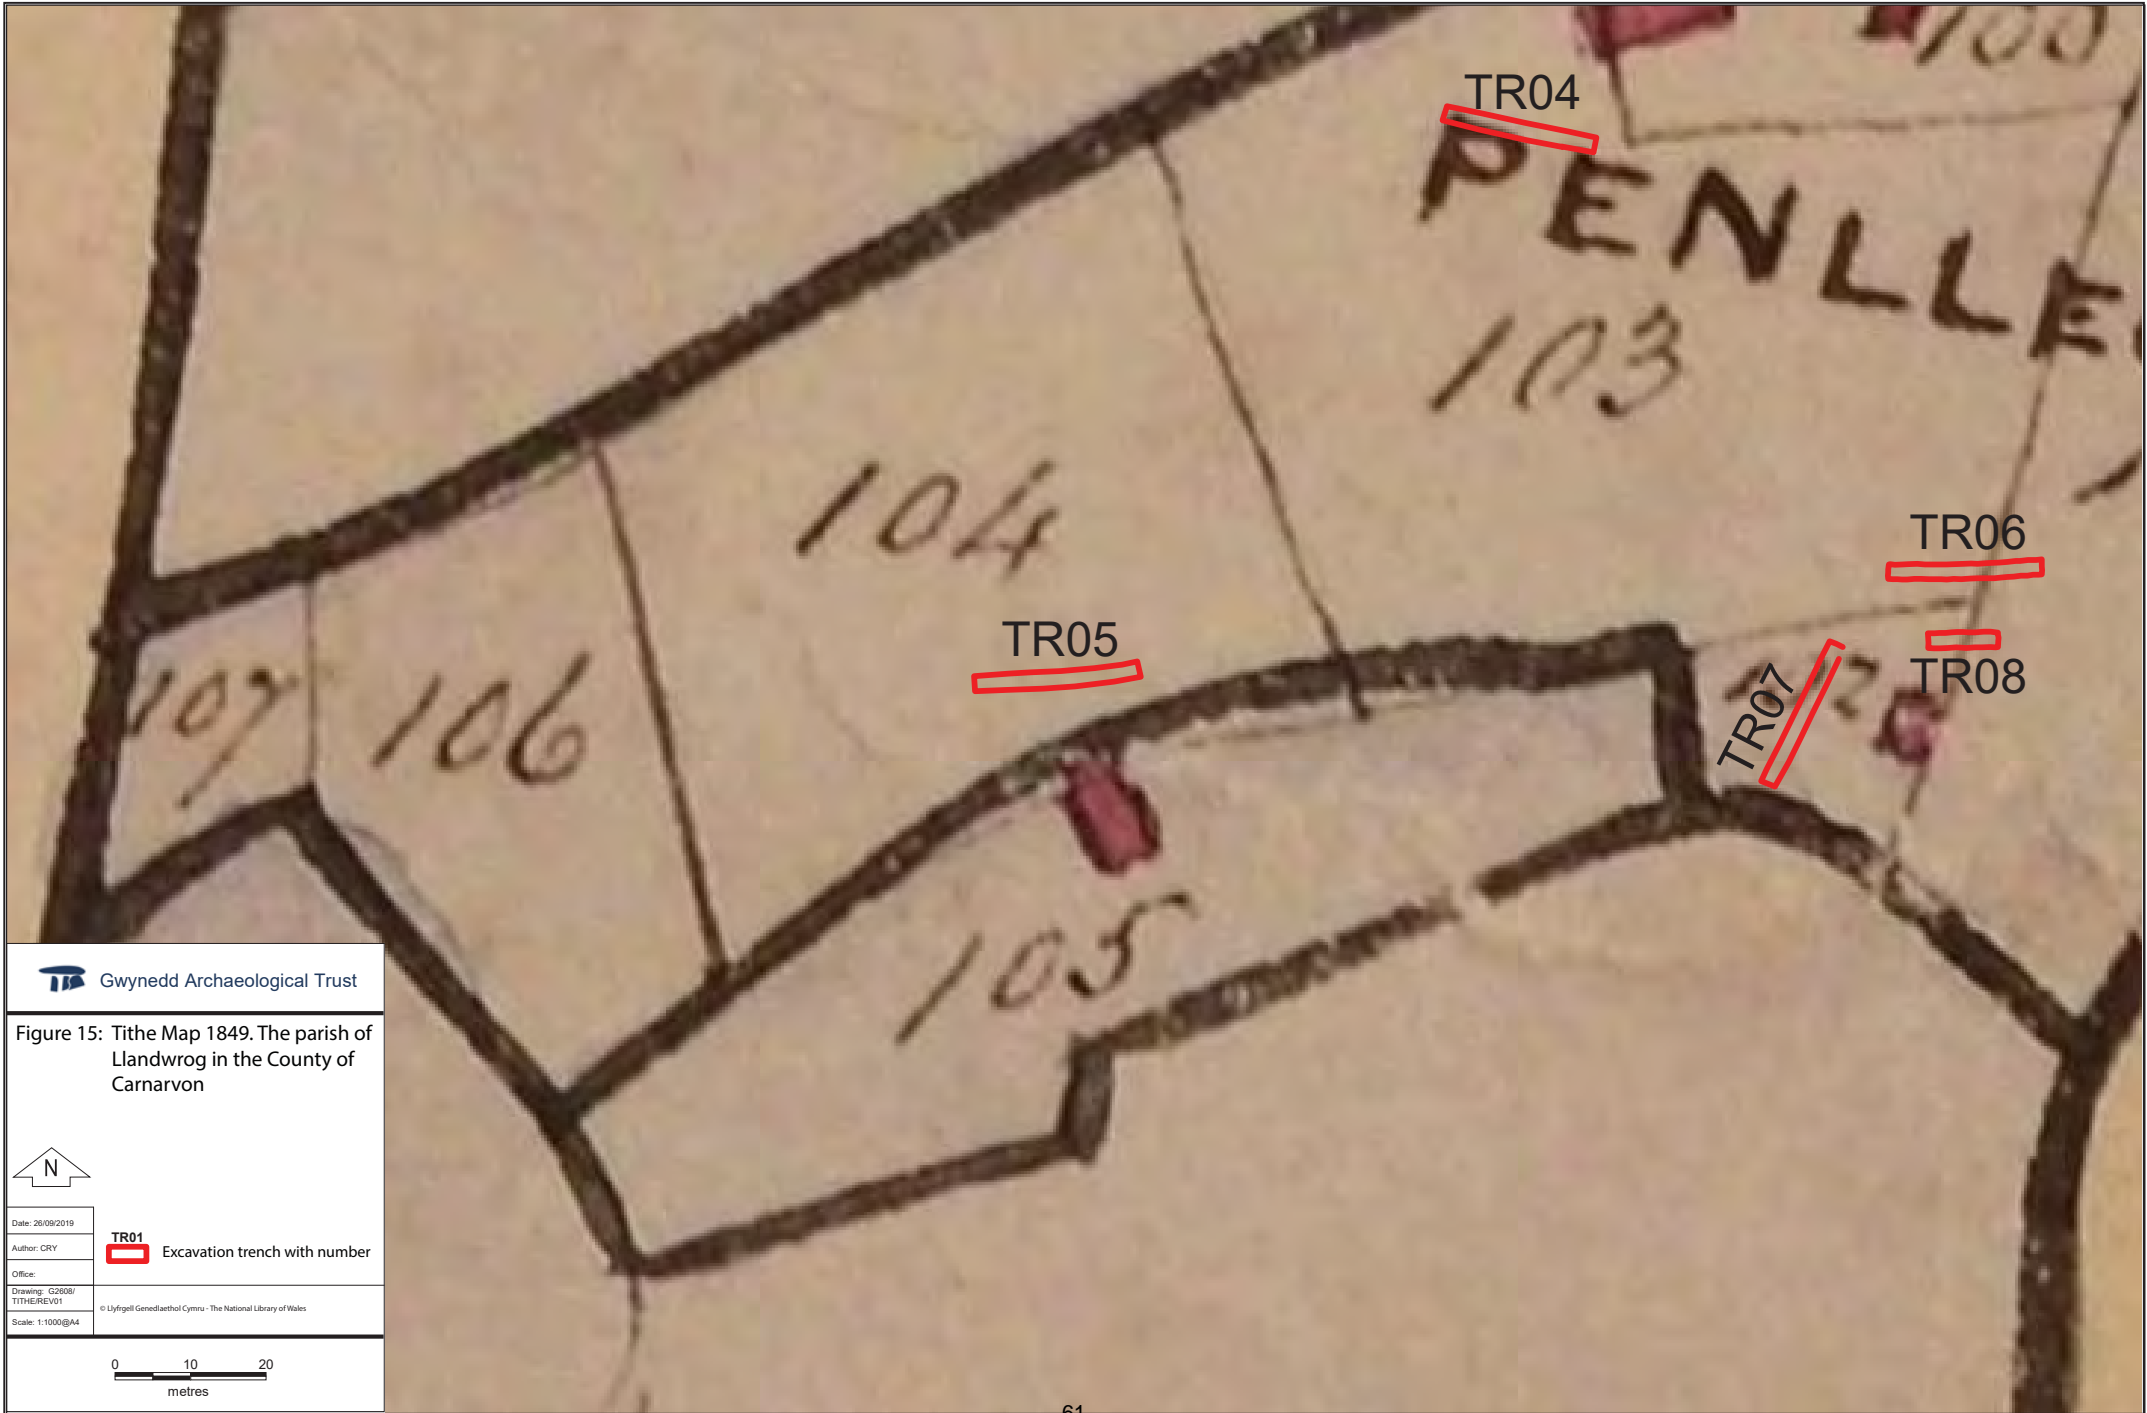 100
TR04
PENLLE
103
104
TR06
TR05
TR08
TR07
107
106
105
Gwynedd Archaeological Trust
Figure 15: Tithe Map 1849. The parish of
Llandwrog in the County of
Carnarvon
N
Date: 26/09/2019
Author: CRY
Office:
Drawing: G2608/
TITHE/REV01
Scale: 1:1000@A4
TR01
Excavation trench with number
© Llyfrgell Genedlaethol Cymru - The National Library of Wales
0 10 20
metres
61